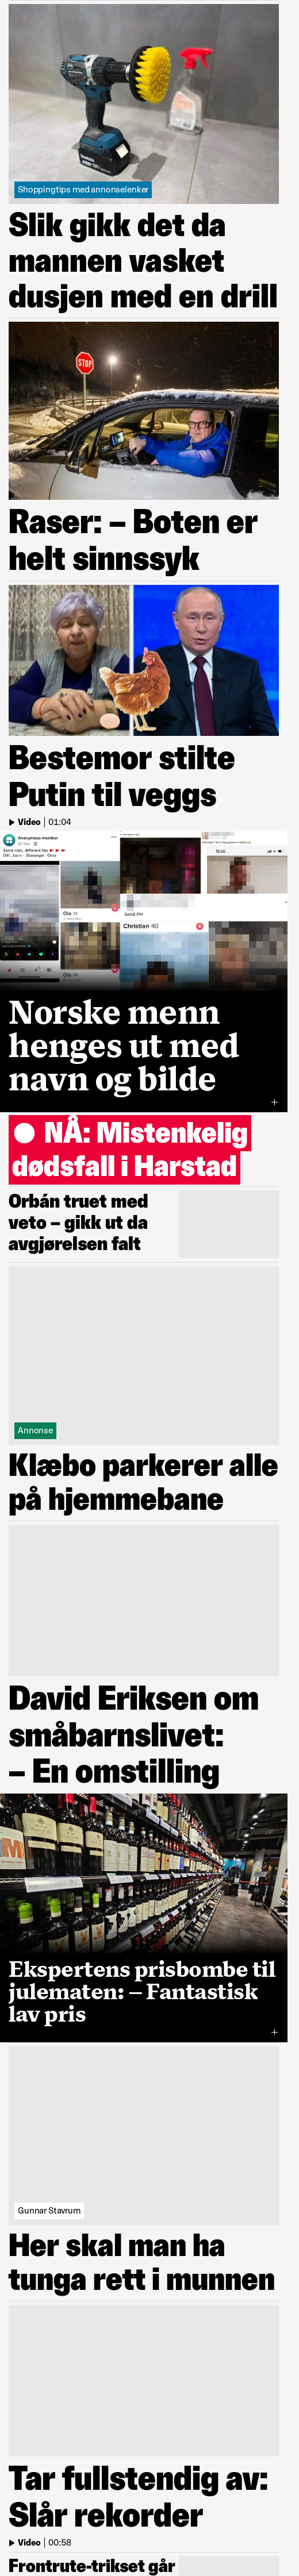 Shoppingtips med annonselenker
Slik gikk det da
mannen vasket
dusjen med en drill
STOP
Raser: – Boten er
helt sinnssyk
Bestemor stilte
Putin til veggs
Video | 01:04
Anonymous member
Send PM
Cla 34
Cla 34
Christian 40
Norske menn
henges ut med
navn og bilde
NÅ: Mistenkelig
dødsfall i Harstad
Orbán truet med
veto – gikk ut da
avgjørelsen falt
Annonse
Klæbo parkerer alle
på hjemmebane
David Eriksen om
småbarnslivet:
– En omstilling
Ekspertens prisbombe til
julematen: – Fantastisk
lav pris
Gunnar Stavrum
Her skal man ha
tunga rett i munnen
Tar fullstendig av:
Slår rekorder
Video | 00:58
Frontrute-trikset går